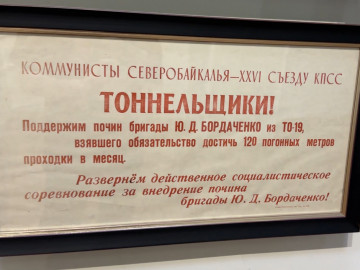 КОММУНИСТЫ СЕВЕРОБАЙКАЛЬЯ—XXVI СЪЕЗДУ КПСС
ТОННЕЛЬЩИКИ!
Поддержим почин бригады Ю. Д. БОРДАЧЕНКО из ТО-19,
взявшего обязательство достичь 120 погонных метров
проходки в месяц.
Развернём действенное социалистическое
соревнование за внедрение почина
бригады Ю. Д. Бордаченко!